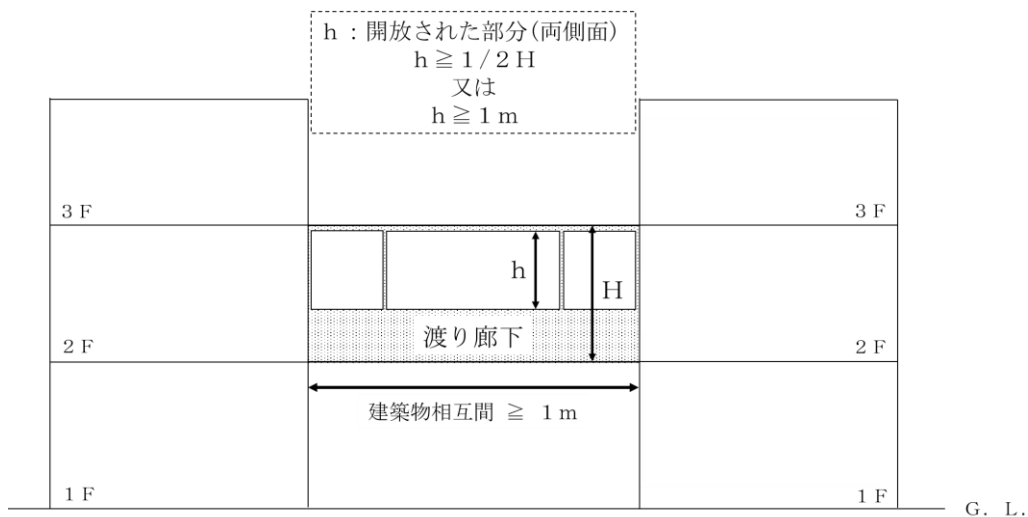 h：開放された部分(両側面)
h≧1/2H
又は
h≧1m
3F
3F
h
H
渡り廊下
2F
2F
建築物相互間 ≧ 1m
1F
1F
G. L.